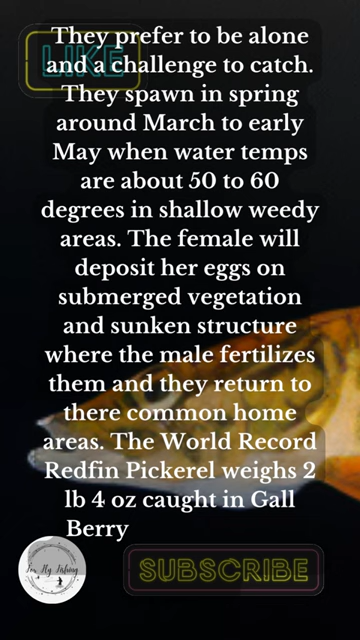 They prefer to be alone
and a challenge to catch.
They spawn in spring
around March to early
May when water temps
are about 50 to 60
degrees in shallow weedy
areas. The female will
deposit her eggs on
submerged vegetation
and sunken structure
where the male fertilizes
them and they return to
there common home
areas. The World Record
Redfin Pickerel weighs 2
lb 4 oz caught in Gall
Berry
LIKE
SUBSCRIBE